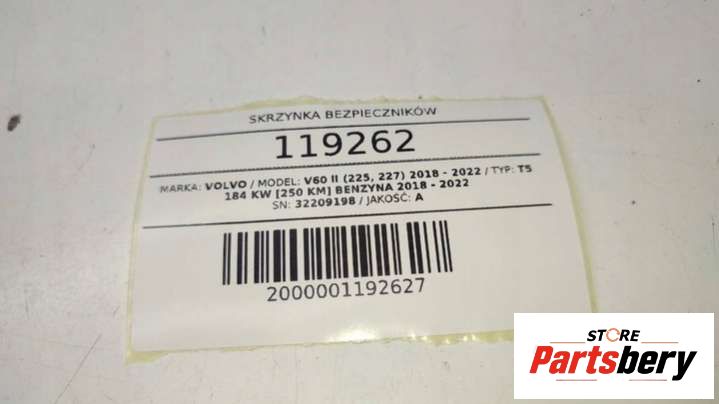 SKRZYNKA BEZPIECZNIKÓW
119262
MARKA: VOLVO / MODEL: V60 II (225, 227) 2018 - 2022 / TYP: T5
184 KW [250 KM] BENZYNA 2018 - 2022
SN: 32209198 / JAKOŚĆ: A
2000001192627
STORE
Partsbery